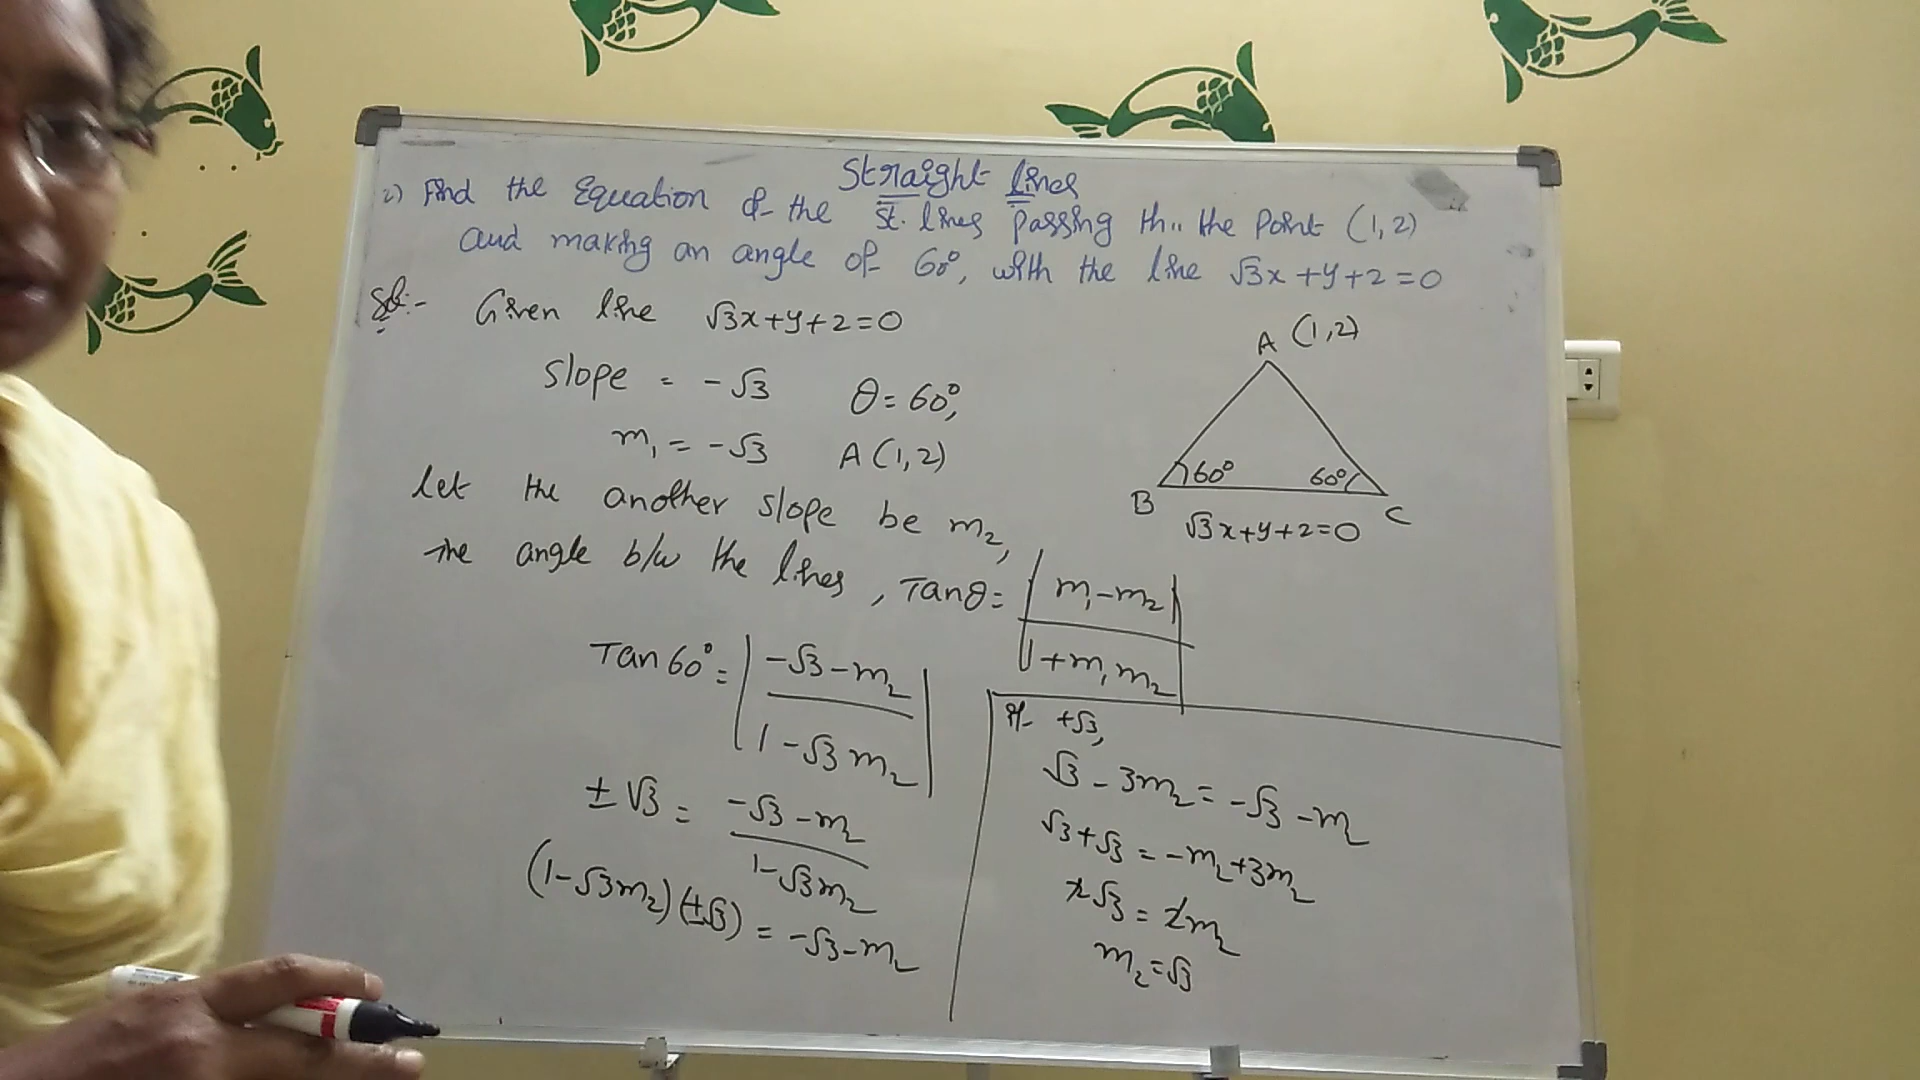 Straight lines
2) Find the Equation of the St. lines passing th.. the point (1,2)
and making an angle of 60°, with the line √3x+y+2=0
Sol:- Given line √3x+y+2=0
slope = -√3 θ=60°,
m₁ = -√3 A(1,2)
let the another slope be m₂,
The angle b/w the lines, Tanθ = |m₁-m₂ / 1+m₁m₂|
Tan60° = |-√3-m₂ / 1-√3m₂|
±√3 = -√3-m₂ / 1-√3m₂
(1-√3m₂)(±√3) = -√3-m₂
A (1,2)
60° 60°
B C
√3x+y+2=0
If +√3,
√3-3m₂ = -√3-m₂
√3+√3 = -m₂+3m₂
2√3 = 2m₂
m₂=√3